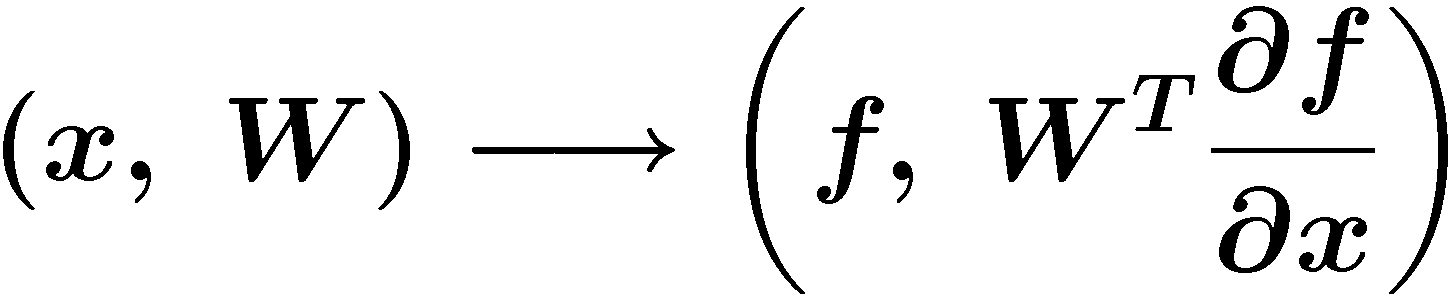 (x, W) ⟶ (f, W^T ∂f/∂x)